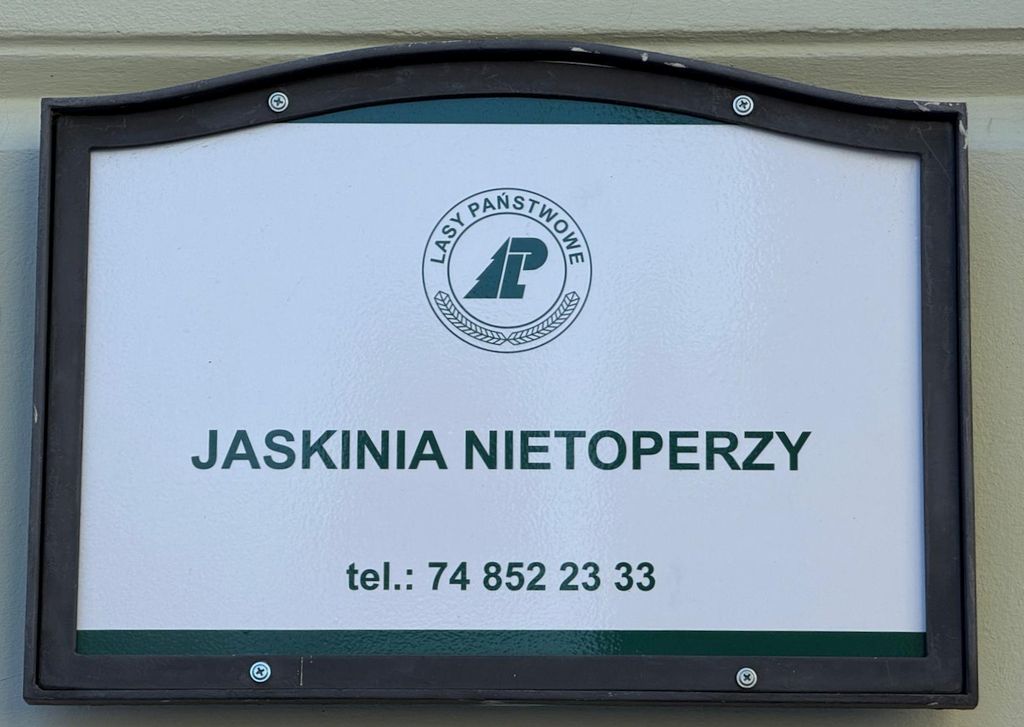 LASY PAŃSTWOWE
LP
JASKINIA NIETOPERZY
tel.: 74 852 23 33